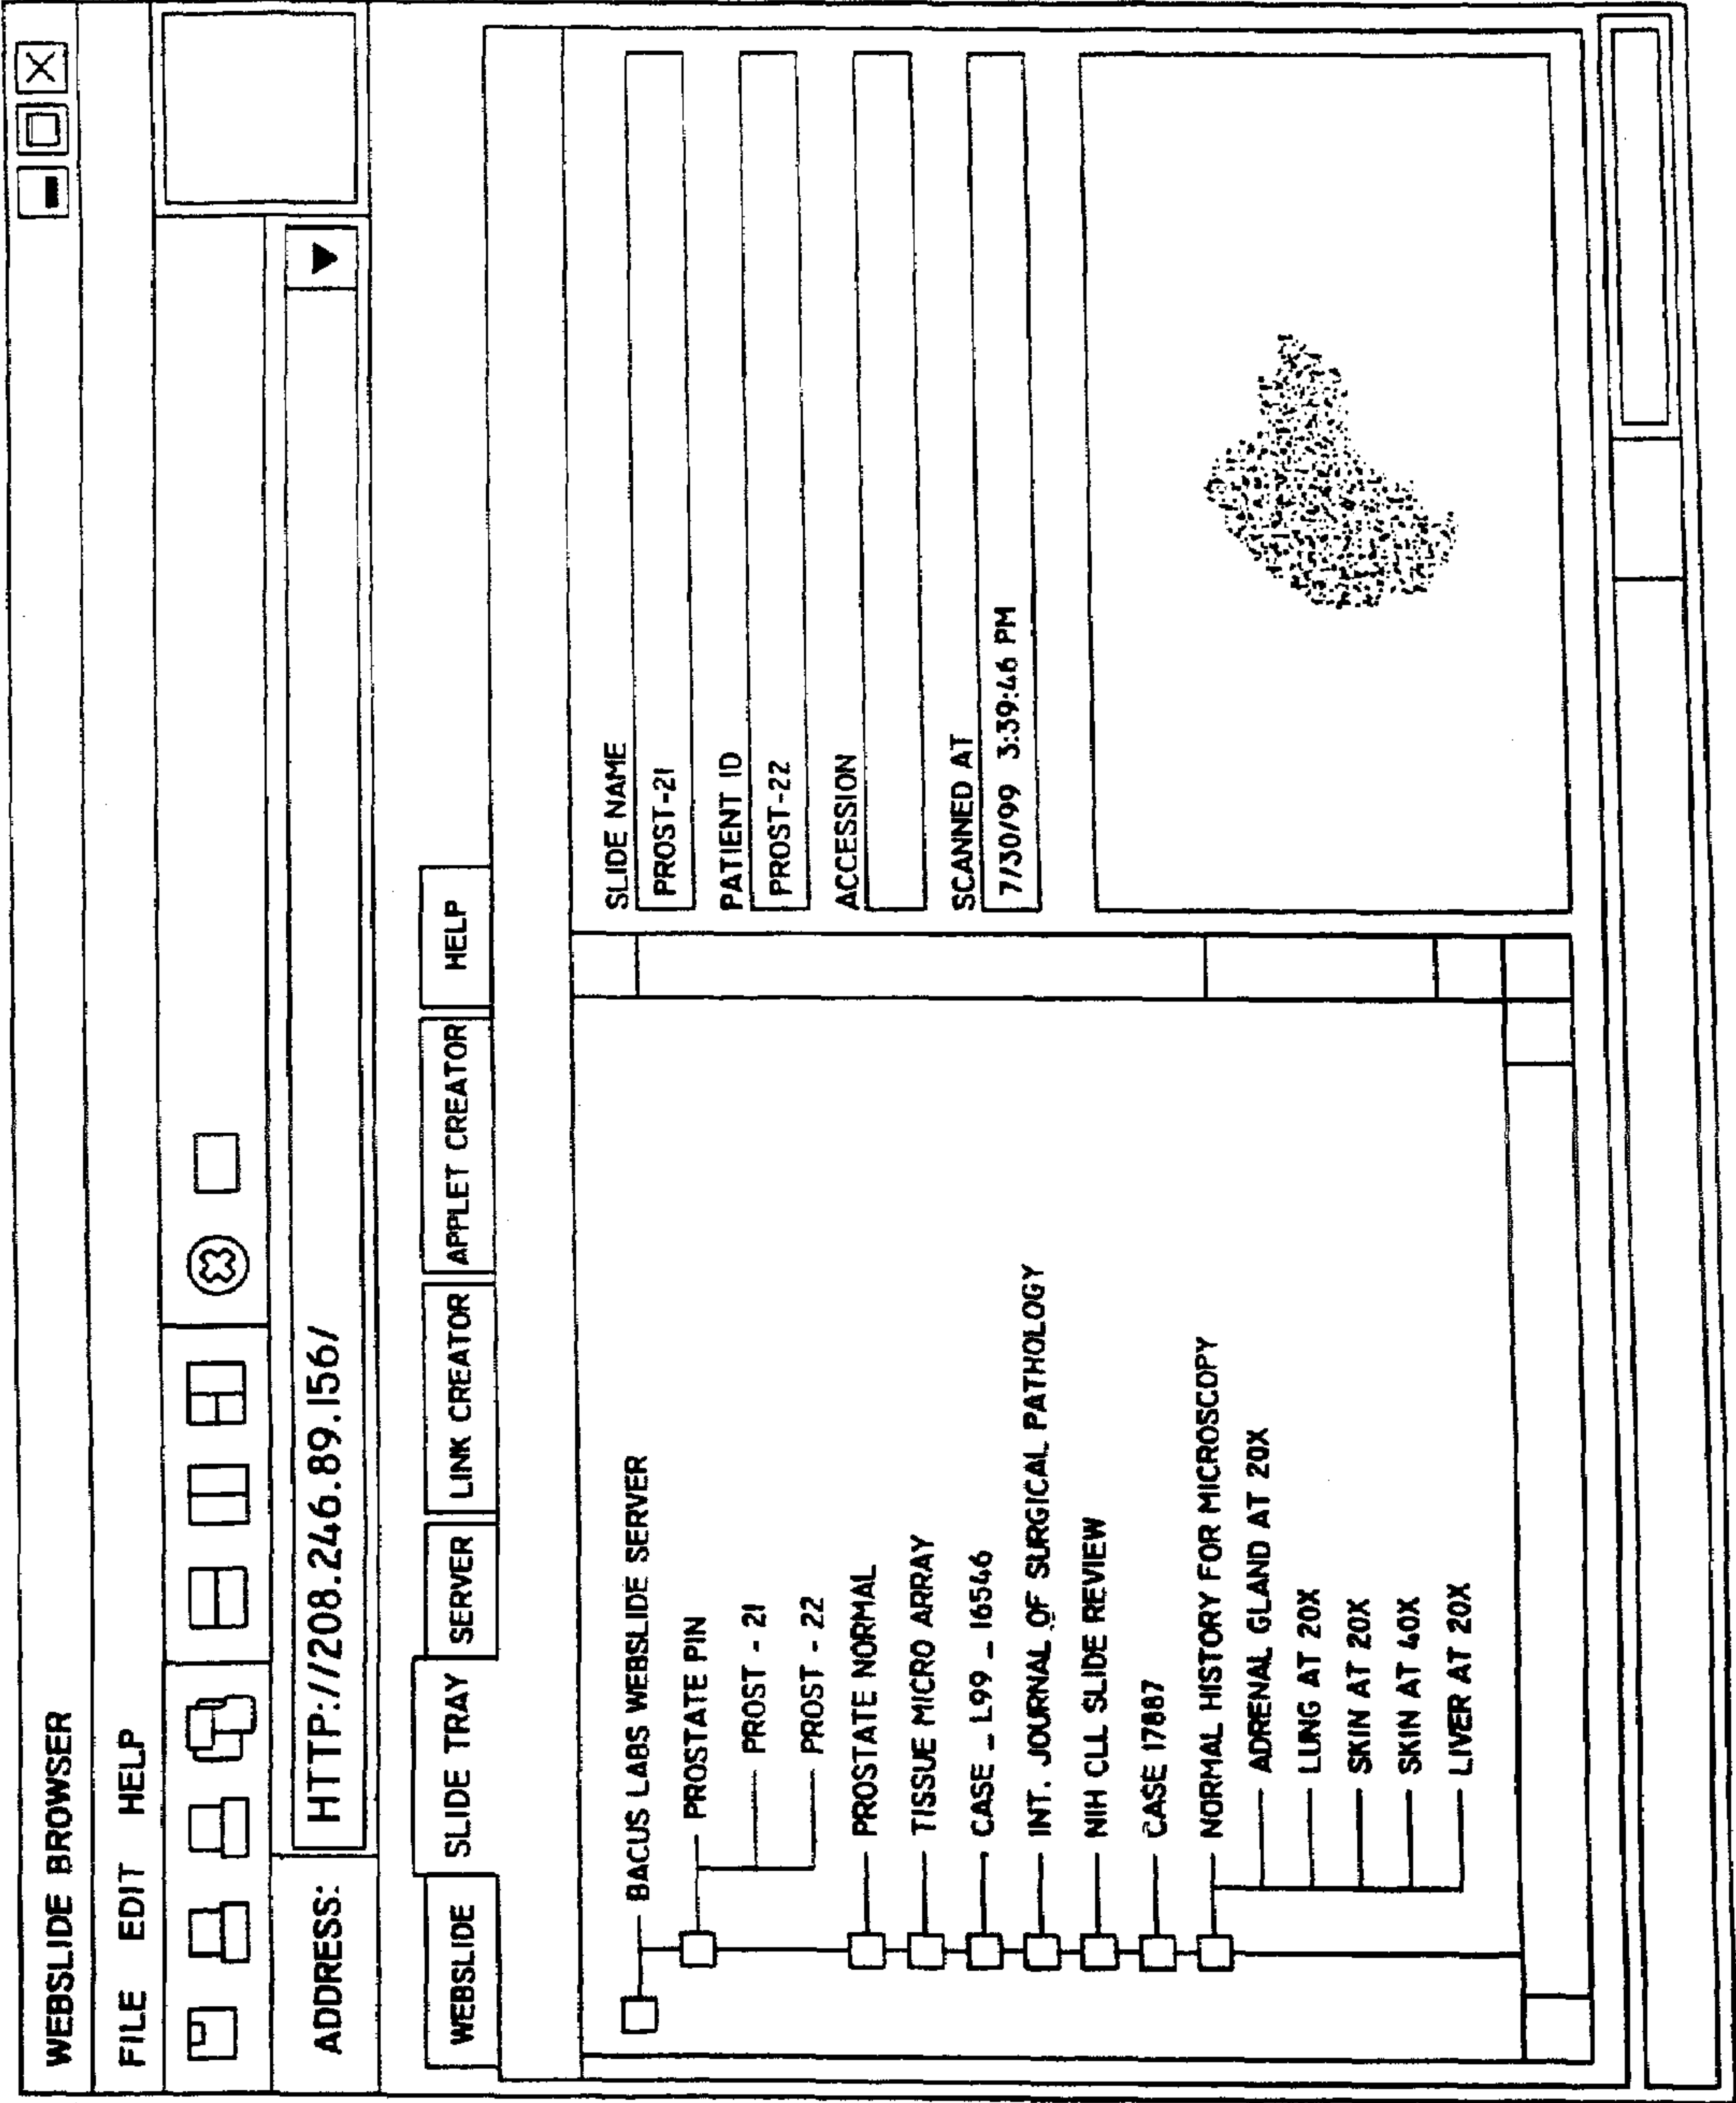 WEBSLIDE BROWSER
FILE EDIT HELP
ADDRESS: HTTP://208.246.89.156/
WEBSLIDE SLIDE TRAY SERVER LINK CREATOR APPLET CREATOR HELP
BACUS LABS WEBSLIDE SERVER
PROSTATE PIN
PROST - 21
PROST - 22
PROSTATE NORMAL
TISSUE MICRO ARRAY
CASE _ L99 _ 16546
INT. JOURNAL OF SURGICAL PATHOLOGY
NIH CLL SLIDE REVIEW
CASE 17887
NORMAL HISTORY FOR MICROSCOPY
ADRENAL GLAND AT 20X
LUNG AT 20X
SKIN AT 20X
SKIN AT 40X
LIVER AT 20X
SLIDE NAME
PROST-21
PATIENT ID
PROST-22
ACCESSION
SCANNED AT
7/30/99 3:39:46 PM